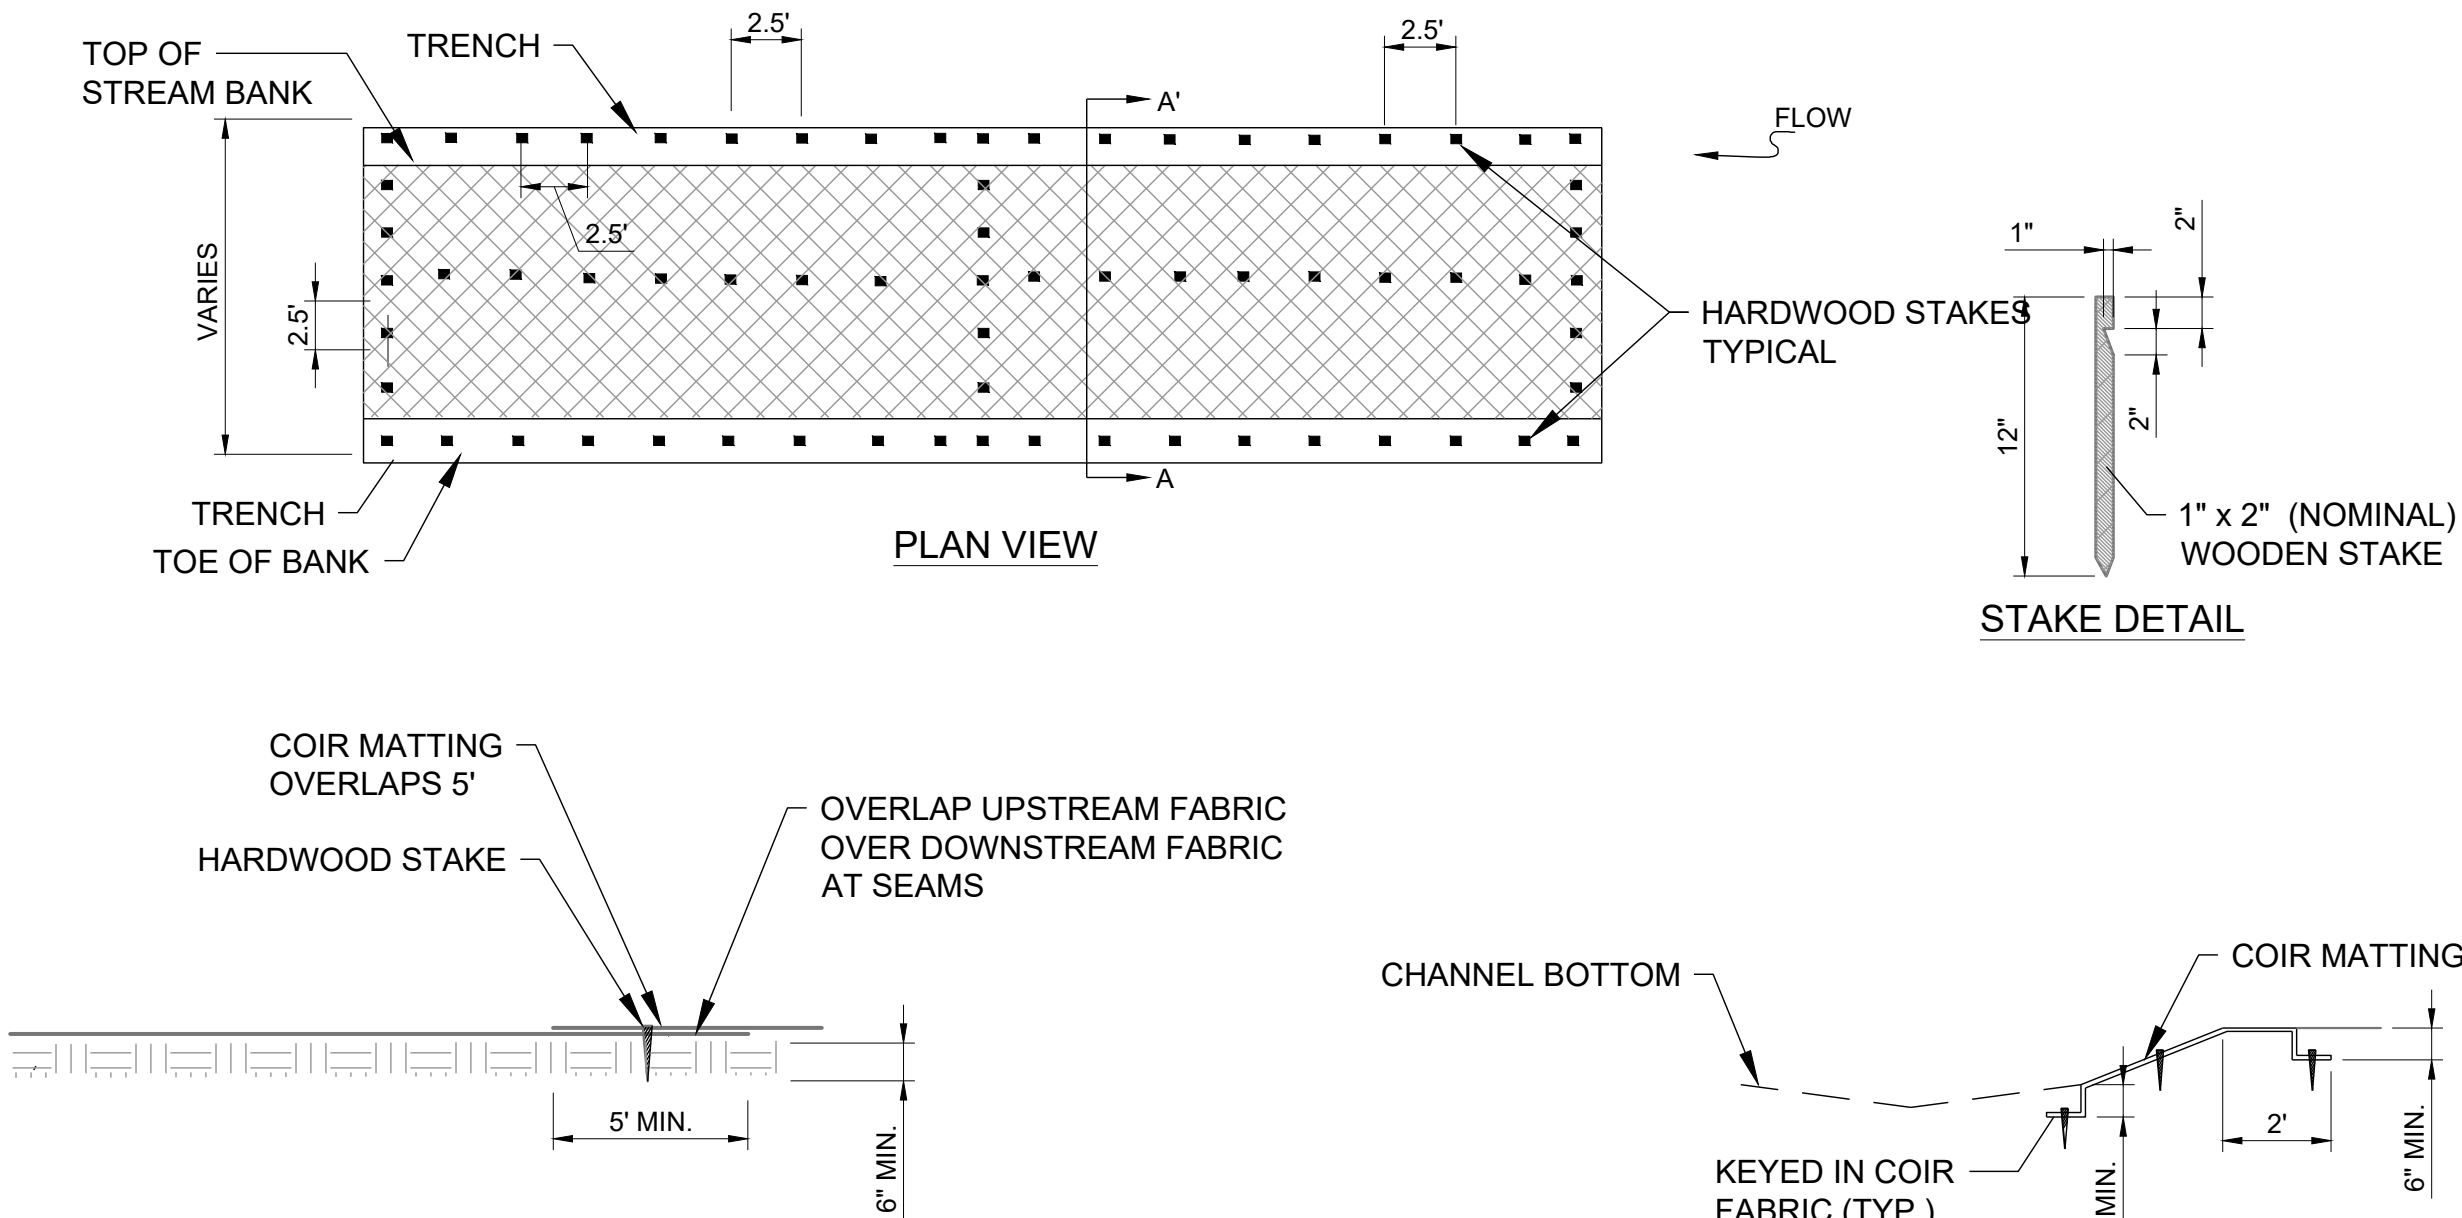 2.5'
2.5'
TOP OF
STREAM BANK
TRENCH
A'
FLOW
2.5'
VARIES
2.5'
HARDWOOD STAKES
TYPICAL
A
TRENCH
TOE OF BANK
PLAN VIEW
1"
2"
2"
12"
1" x 2" (NOMINAL)
WOODEN STAKE
STAKE DETAIL
COIR MATTING
OVERLAPS 5'
HARDWOOD STAKE
OVERLAP UPSTREAM FABRIC
OVER DOWNSTREAM FABRIC
AT SEAMS
5' MIN.
6" MIN.
CHANNEL BOTTOM
COIR MATTING
2'
6" MIN.
MIN.
KEYED IN COIR
FABRIC (TYP.)